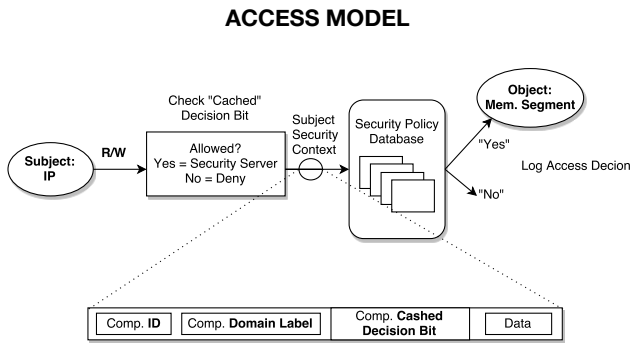 ACCESS MODEL
Check "Cached"
Decision Bit
Subject:
IP
R/W
Allowed?
Yes = Security Server
No = Deny
Subject
Security
Context
Security Policy
Database
Object:
Mem. Segment
"Yes"
"No"
Log Access Decion
Comp. ID
Comp. Domain Label
Comp. Cashed
Decision Bit
Data